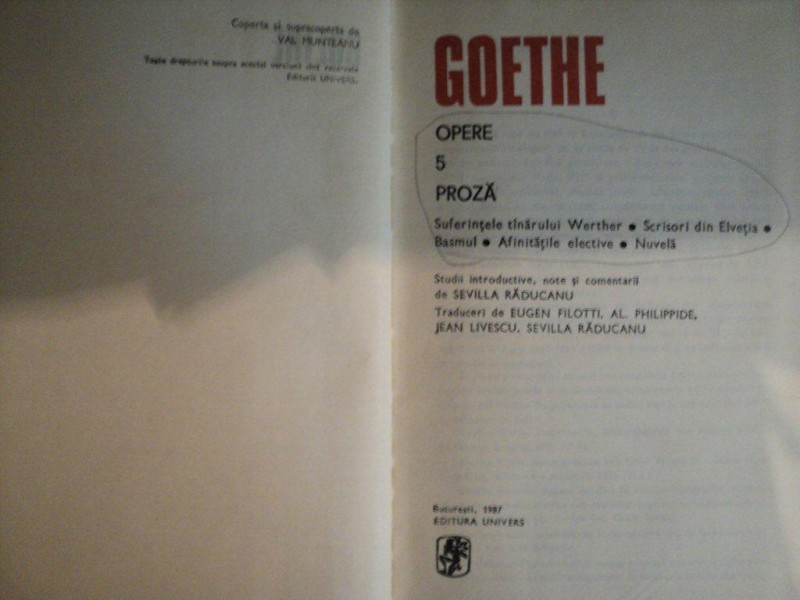 Coperta și supracoperta de
VAL MUNTEANU
Toate drepturile asupra acestei versiuni sînt rezervate
Editurii UNIVERS.
GOETHE
OPERE
5
PROZĂ
Suferințele tînărului Werther ● Scrisori din Elveția ●
Basmul ● Afinitățile elective ● Nuvelă
Studii introductive, note și comentarii
de SEVILLA RĂDUCANU
Traduceri de EUGEN FILOTTI, AL. PHILIPPIDE,
JEAN LIVESCU, SEVILLA RĂDUCANU
București, 1987
EDITURA UNIVERS